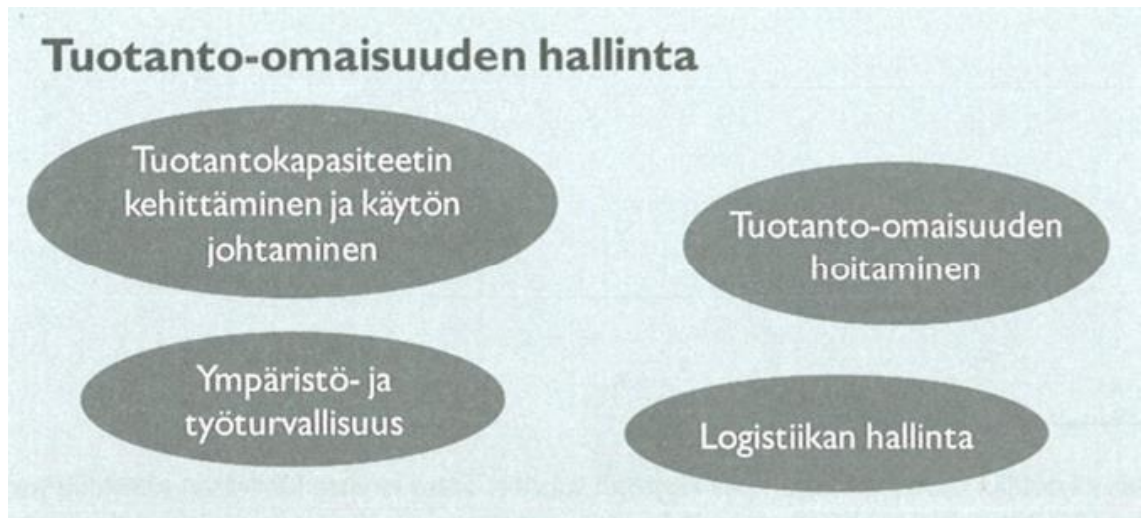 Tuotanto-omaisuuden hallinta
Tuotantokapasiteetin
kehittäminen ja käytön
johtaminen
Tuotanto-omaisuuden
hoitaminen
Ympäristö- ja
työturvallisuus
Logistiikan hallinta